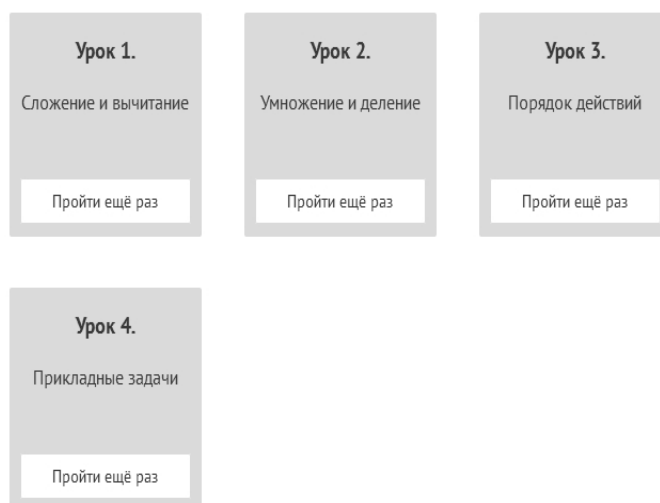 Урок 1.
Сложение и вычитание
Пройти ещё раз
Урок 2.
Умножение и деление
Пройти ещё раз
Урок 3.
Порядок действий
Пройти ещё раз
Урок 4.
Прикладные задачи
Пройти ещё раз